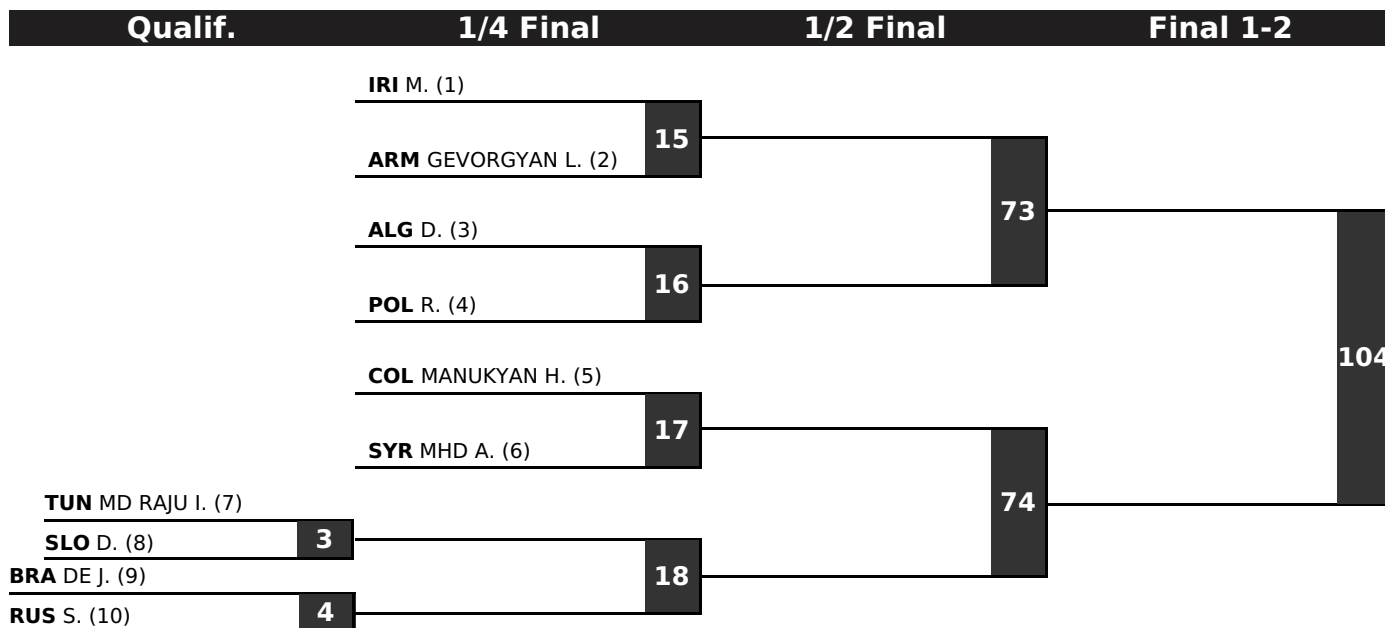 Qualif. 1/4 Final 1/2 Final Final 1-2
IRI M. (1)
15
ARM GEVORGYAN L. (2)
73
ALG D. (3)
16
POL R. (4)
104
COL MANUKYAN H. (5)
17
SYR MHD A. (6)
74
TUN MD RAJU I. (7)
3
SLO D. (8)
18
BRA DE J. (9)
4
RUS S. (10)